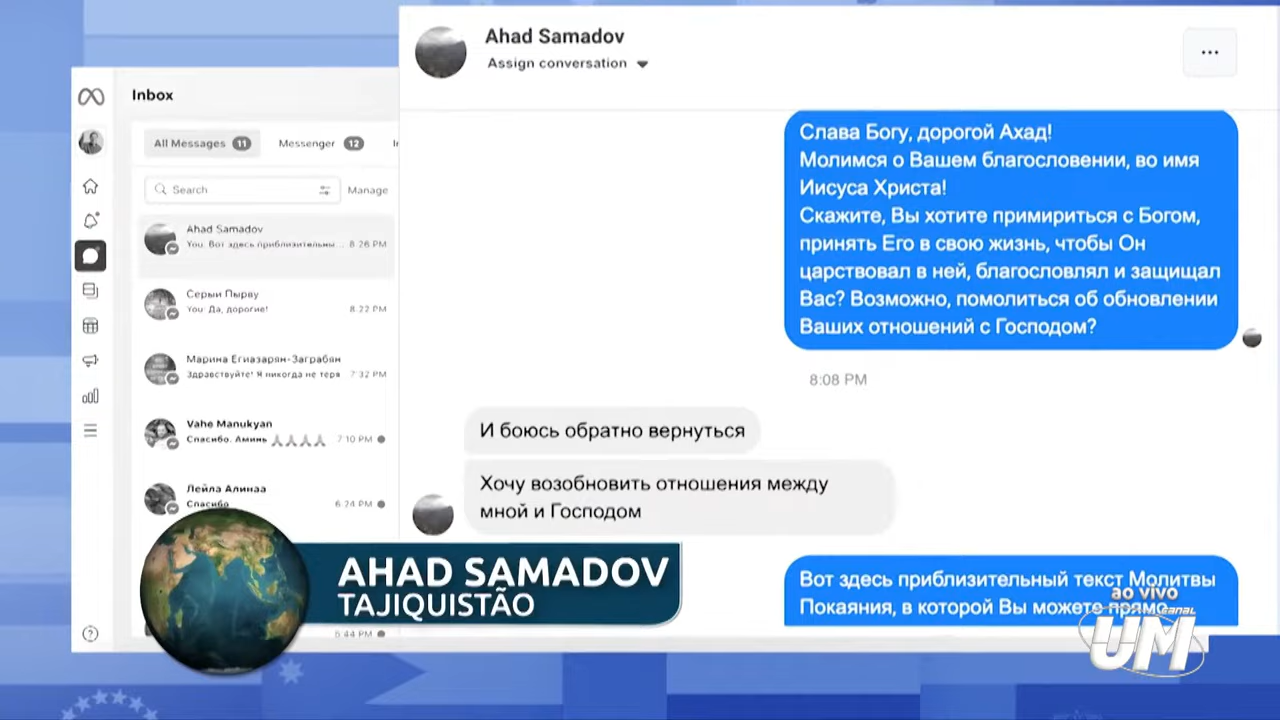 Ahad Samadov
Assign conversation
Inbox
All Messages 11
Messenger 12
Search
Manage
Ahad Samadov
You: Вот здесь приблизительны... 8:26 PM
Серыи Пырву
You: Да, дорогие! 8:22 PM
Марина Егиазарян-Заграбян
Здравствуйте! Я никогда не теря 7:32 PM
Vahe Manukyan
Спасибо. Аминь 7:10 PM
Лейла Алинаа
Спасибо 6:24 PM
5:44 PM
Слава Богу, дорогой Ахад!
Молимся о Вашем благословении, во имя
Иисуса Христа!
Скажите, Вы хотите примириться с Богом,
принять Его в свою жизнь, чтобы Он
царствовал в ней, благословлял и защищал
Вас? Возможно, помолиться об обновлении
Ваших отношений с Господом?
8:08 PM
И боюсь обратно вернуться
Хочу возобновить отношения между
мной и Господом
Вот здесь приблизительный текст Молитвы
Покаяния, в которой Вы можете прямо
AHAD SAMADOV
TAJIQUISTÃO
ao vivo
canal
UM